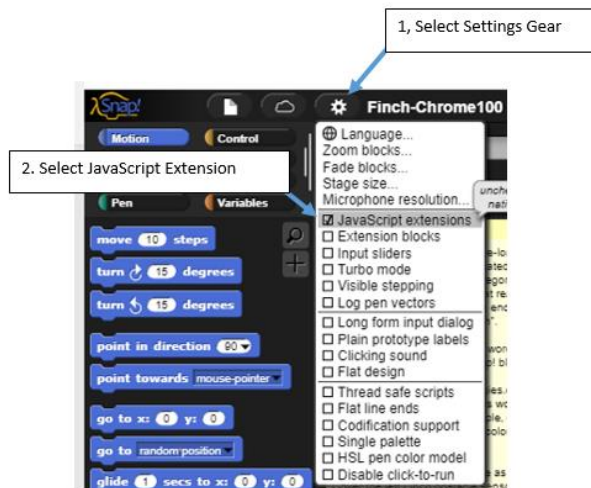 1, Select Settings Gear
λSnap!
Finch-Chrome100
Motion
Control
2. Select JavaScript Extension
Pen
Variables
move 10 steps
turn 15 degrees
turn 15 degrees
point in direction 90
point towards mouse-pointer
go to x: 0 y: 0
go to random position
glide 1 secs to x: 0 y: 0
Language...
Zoom blocks...
Fade blocks...
Stage size...
Microphone resolution...
JavaScript extensions
Extension blocks
Input sliders
Turbo mode
Visible stepping
Log pen vectors
Long form input dialog
Plain prototype labels
Clicking sound
Flat design
Thread safe scripts
Flat line ends
Codification support
Single palette
HSL pen color model
Disable click-to-run